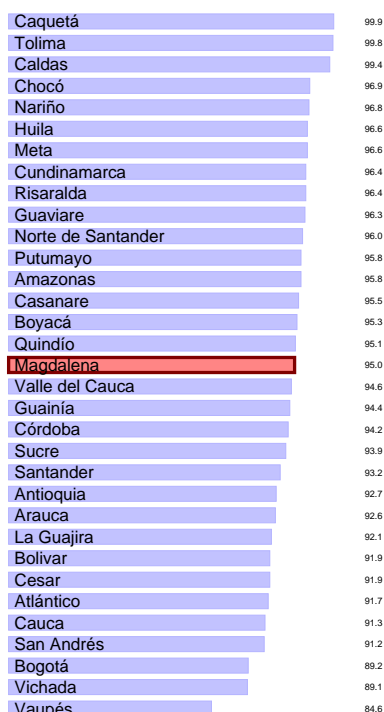 Caquetá 99.9
Tolima 99.8
Caldas 99.4
Chocó 96.9
Nariño 96.8
Huila 96.6
Meta 96.6
Cundinamarca 96.4
Risaralda 96.4
Guaviare 96.3
Norte de Santander 96.0
Putumayo 95.8
Amazonas 95.8
Casanare 95.5
Boyacá 95.3
Quindío 95.1
Magdalena 95.0
Valle del Cauca 94.6
Guainía 94.4
Córdoba 94.2
Sucre 93.9
Santander 93.2
Antioquia 92.7
Arauca 92.6
La Guajira 92.1
Bolivar 91.9
Cesar 91.9
Atlántico 91.7
Cauca 91.3
San Andrés 91.2
Bogotá 89.2
Vichada 89.1
Vaupés 84.6